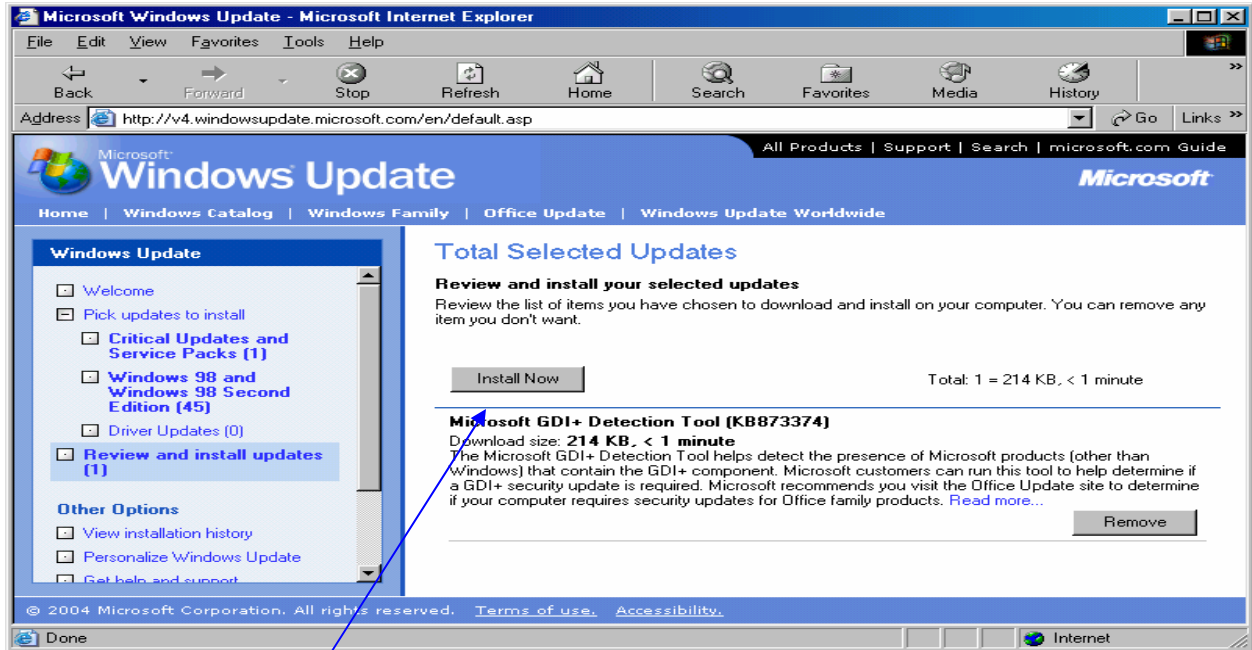 Microsoft Windows Update - Microsoft Internet Explorer
File Edit View Favorites Tools Help
Back Forward Stop Refresh Home Search Favorites Media History »
Address http://v4.windowsupdate.microsoft.com/en/default.asp Go Links »
All Products | Support | Search | microsoft.com Guide
Microsoft
Windows Update
Microsoft
Home | Windows Catalog | Windows Family | Office Update | Windows Update Worldwide
Windows Update
Welcome
Pick updates to install
Critical Updates and
Service Packs (1)
Windows 98 and
Windows 98 Second
Edition (45)
Driver Updates (0)
Review and install updates
(1)
Other Options
View installation history
Personalize Windows Update
Get help and support
Total Selected Updates
Review and install your selected updates
Review the list of items you have chosen to download and install on your computer. You can remove any
item you don't want.
Install Now
Total: 1 = 214 KB, < 1 minute
Microsoft GDI+ Detection Tool (KB873374)
Download size: 214 KB, < 1 minute
The Microsoft GDI+ Detection Tool helps detect the presence of Microsoft products (other than
Windows) that contain the GDI+ component. Microsoft customers can run this tool to help determine if
a GDI+ security update is required. Microsoft recommends you visit the Office Update site to determine
if your computer requires security updates for Office family products. Read more...
Remove
© 2004 Microsoft Corporation. All rights reserved. Terms of use. Accessibility.
Done Internet